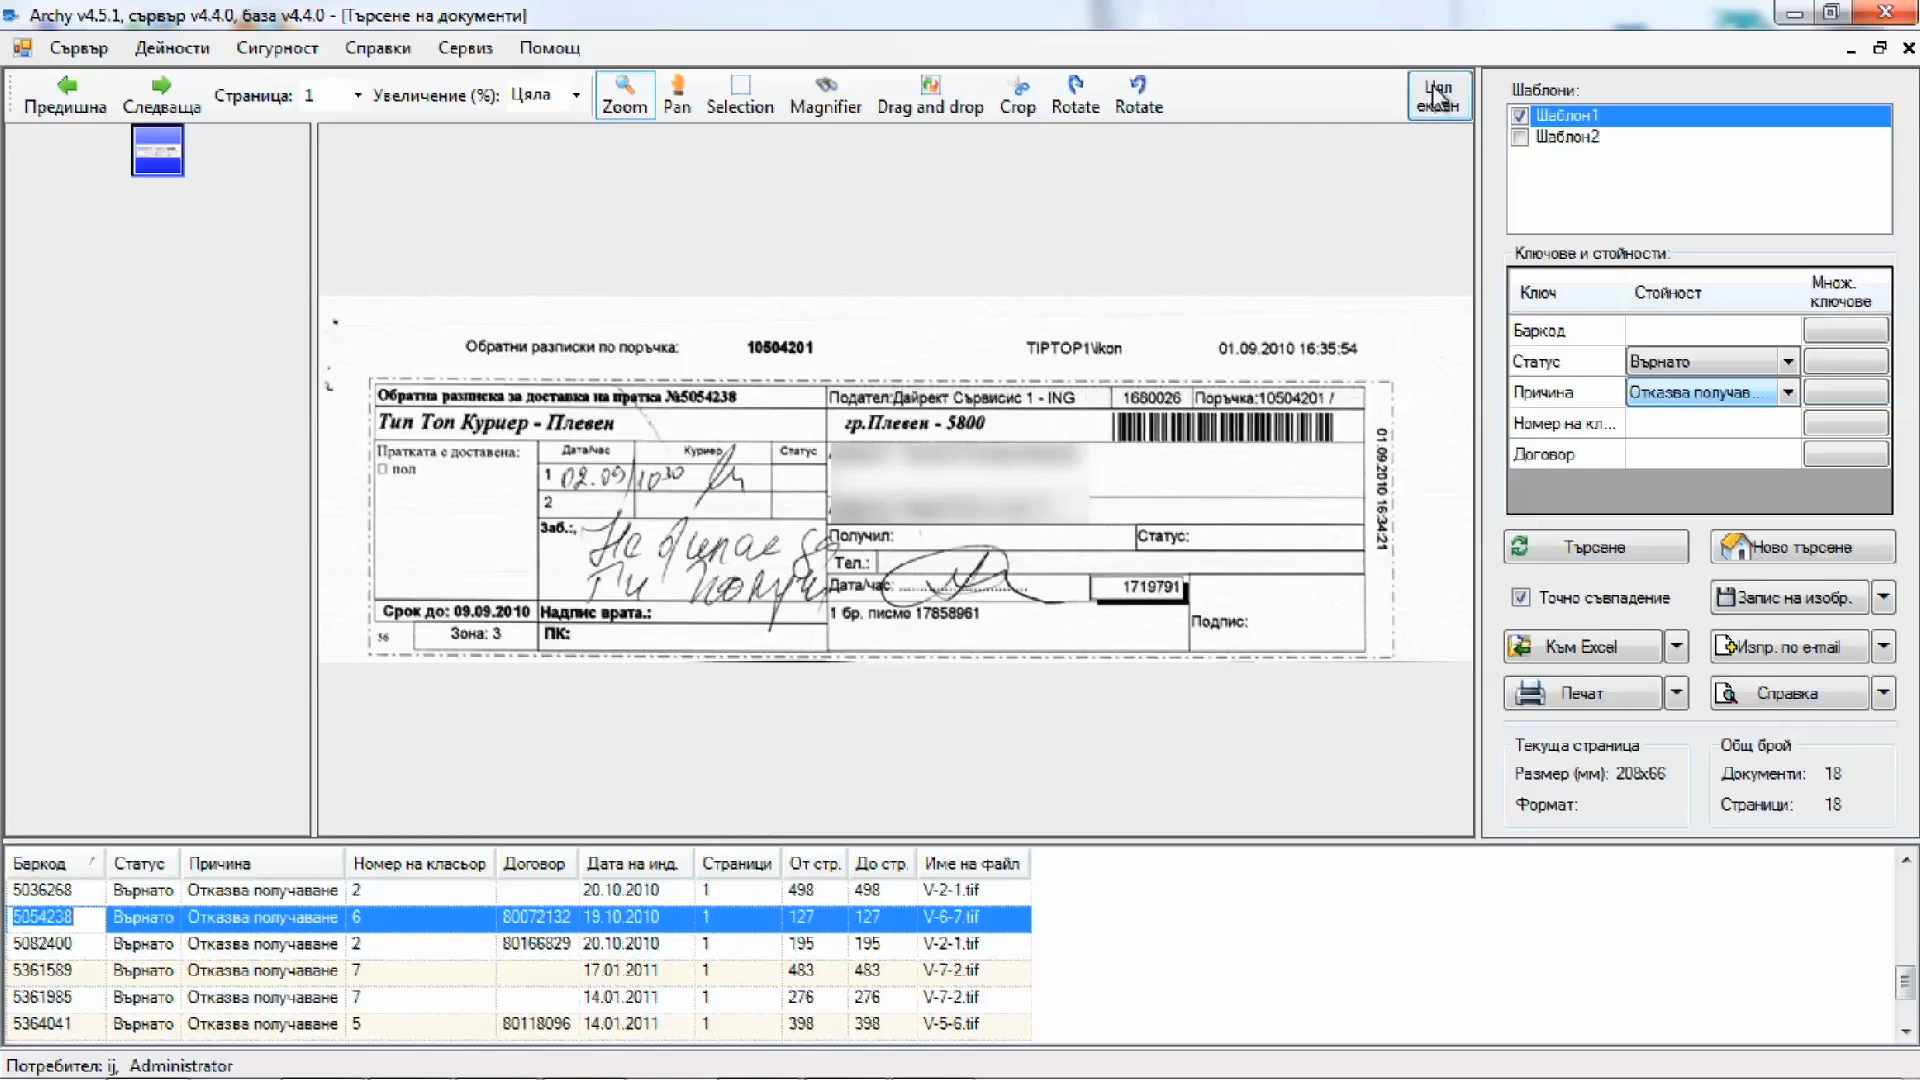 Archy v4.5.1, сървър v4.4.0, база v4.4.0 - [Търсене на документи]
Сървър Дейности Сигурност Справки Сервиз Помощ
Предишна Следваща Страница: 1 Увеличение (%): Цяла Zoom Pan Selection Magnifier Drag and drop Crop Rotate Rotate Цял екран
Шаблони:
Шаблон1
Шаблон2
Ключове и стойности:
Ключ Стойност Множ. ключове
Баркод
Статус Върнато
Причина Отказва получав...
Номер на кл...
Договор
Търсене Ново търсене
Точно съвпадение Запис на изобр.
Към Excel Изпр. по e-mail
Печат Справка
Текуща страница Общ брой
Размер (мм): 208x66 Документи: 18
Формат: Страници: 18
Обратни разписки по поръчка: 10504201 TIPTOP1\ikon 01.09.2010 16:35:54
Обратна разписка за доставка на пратка №5054238 Подател:Дайрект Сървисис 1 - ING 1680026 Поръчка:10504201 /
Тип Топ Куриер - Плевен гр.Плевен - 5800
Пратката е доставена: Дата/час Куриер Статус
пол 1 02.09/10 30
2
Заб.: Не желае да Получил: Статус:
ги получи Тел.:
Дата/час: 1719791
Срок до: 09.09.2010 Надпис врата.: 1 бр. писмо 17858961 Подпис:
56 Зона: 3 ПК:
01.09.2010 16:34:21
Баркод Статус Причина Номер на класьор Договор Дата на инд. Страници От стр. До стр. Име на файл
5036268 Върнато Отказва получаване 2 20.10.2010 1 498 498 V-2-1.tif
5054238 Върнато Отказва получаване 6 80072132 19.10.2010 1 127 127 V-6-7.tif
5082400 Върнато Отказва получаване 2 80166829 20.10.2010 1 195 195 V-2-1.tif
5361589 Върнато Отказва получаване 7 17.01.2011 1 483 483 V-7-2.tif
5361985 Върнато Отказва получаване 7 14.01.2011 1 276 276 V-7-2.tif
5364041 Върнато Отказва получаване 5 80118096 14.01.2011 1 398 398 V-5-6.tif
Потребител: ij, Administrator